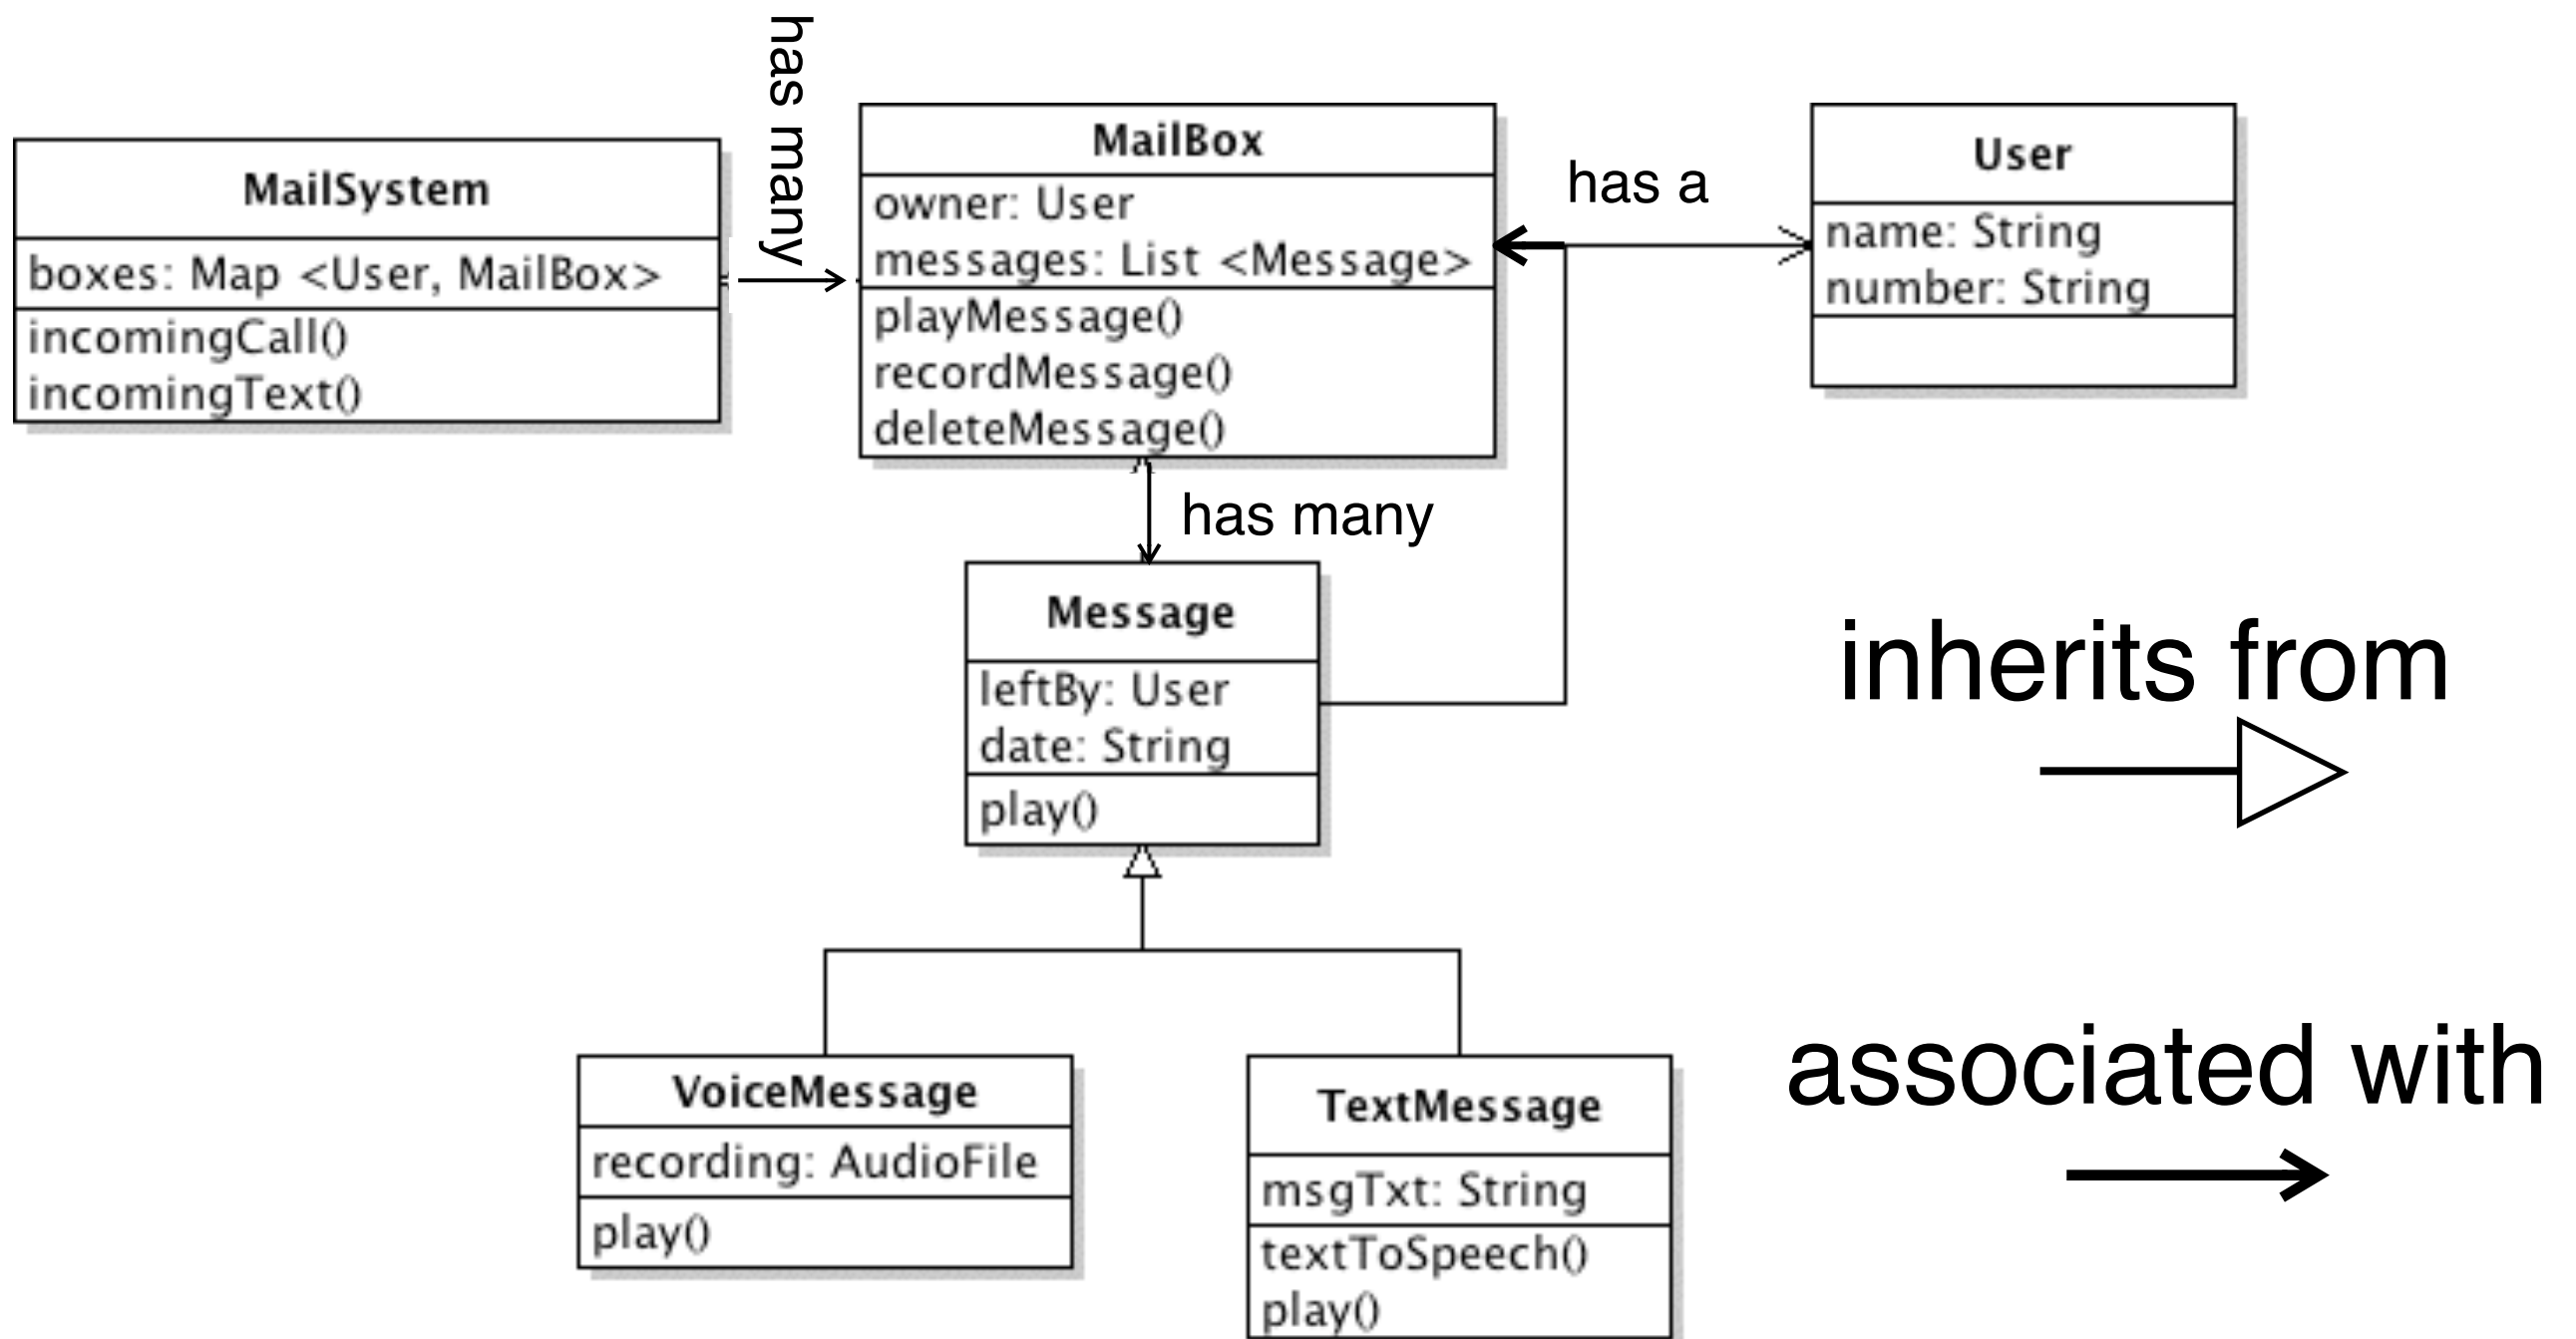 has many
MailSystem
boxes: Map <User, MailBox>
incomingCall()
incomingText()
MailBox
owner: User
messages: List <Message>
playMessage()
recordMessage()
deleteMessage()
has a
User
name: String
number: String
has many
Message
leftBy: User
date: String
play()
inherits from
VoiceMessage
recording: AudioFile
play()
TextMessage
msgTxt: String
textToSpeech()
play()
associated with